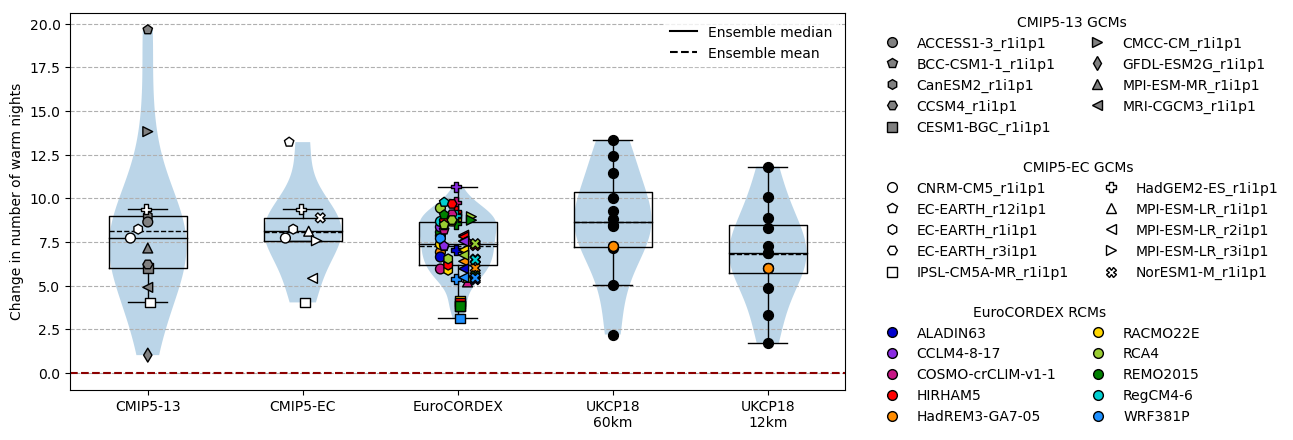 Change in number of warm nights
20.0
17.5
15.0
12.5
10.0
7.5
5.0
2.5
0.0
Ensemble median
Ensemble mean
CMIP5-13
CMIP5-EC
EuroCORDEX
UKCP18
60km
UKCP18
12km
CMIP5-13 GCMs
ACCESS1-3_r1i1p1
BCC-CSM1-1_r1i1p1
CanESM2_r1i1p1
CCSM4_r1i1p1
CESM1-BGC_r1i1p1
CMCC-CM_r1i1p1
GFDL-ESM2G_r1i1p1
MPI-ESM-MR_r1i1p1
MRI-CGCM3_r1i1p1
CMIP5-EC GCMs
CNRM-CM5_r1i1p1
EC-EARTH_r12i1p1
EC-EARTH_r1i1p1
EC-EARTH_r3i1p1
IPSL-CM5A-MR_r1i1p1
HadGEM2-ES_r1i1p1
MPI-ESM-LR_r1i1p1
MPI-ESM-LR_r2i1p1
MPI-ESM-LR_r3i1p1
NorESM1-M_r1i1p1
EuroCORDEX RCMs
ALADIN63
CCLM4-8-17
COSMO-crCLIM-v1-1
HIRHAM5
HadREM3-GA7-05
RACMO22E
RCA4
REMO2015
RegCM4-6
WRF381P